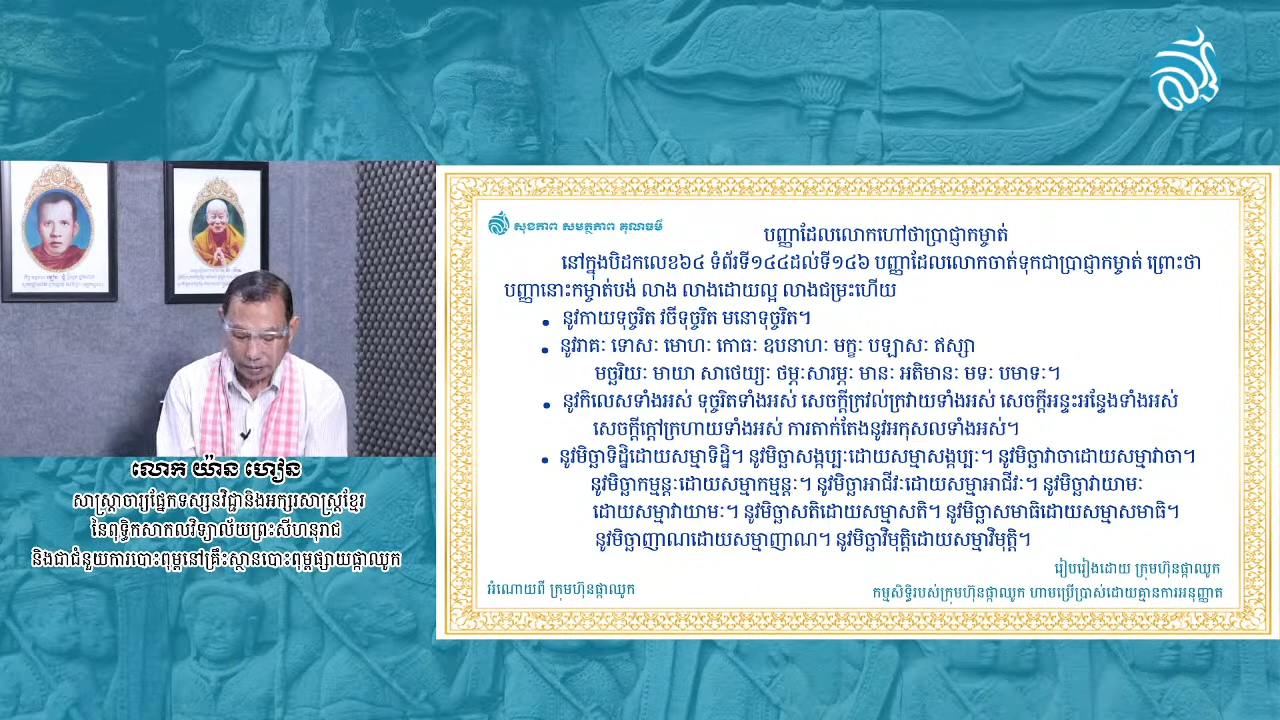 សុខភាព សមត្ថភាព គុណធម៌
បញ្ញាដែលលោកហៅថាប្រាជ្ញាកម្ចាត់
នៅក្នុងបិដកលេខ៦៤ ទំព័រទី១៤៤ដល់ទី១៤៦ បញ្ញាដែលលោកចាត់ទុកជាប្រាជ្ញាកម្ចាត់ ព្រោះថា
បញ្ញានោះកម្ចាត់បង់ លាង លាងដោយល្អ លាងជម្រះហើយ
• នូវកាយទុច្ចរិត វចីទុច្ចរិត មនោទុច្ចរិត។
• នូវរាគៈ ទោសៈ មោហៈ កោធៈ ឧបនាហៈ មក្ខៈ បឡាសៈ ឥស្សា
មច្ឆរិយៈ មាយា សាថេយ្យៈ ថម្ភៈសារម្ភៈ មានៈ អតិមានៈ មទៈ បមាទៈ។
• នូវកិលេសទាំងអស់ ទុច្ចរិតទាំងអស់ សេចក្តីក្រវល់ក្រវាយទាំងអស់ សេចក្តីអន្ទះអន្ទែងទាំងអស់
សេចក្តីក្តៅក្រហាយទាំងអស់ ការតាក់តែងនូវអកុសលទាំងអស់។
• នូវមិច្ឆាទិដ្ឋិដោយសម្មាទិដ្ឋិ។ នូវមិច្ឆាសង្កប្បៈដោយសម្មាសង្កប្បៈ។ នូវមិច្ឆាវាចាដោយសម្មាវាចា។
នូវមិច្ឆាកម្មន្តៈដោយសម្មាកម្មន្តៈ។ នូវមិច្ឆាអាជីវៈដោយសម្មាអាជីវៈ។ នូវមិច្ឆាវាយាមៈ
ដោយសម្មាវាយាមៈ។ នូវមិច្ឆាសតិដោយសម្មាសតិ។ នូវមិច្ឆាសមាធិដោយសម្មាសមាធិ។
នូវមិច្ឆាញាណដោយសម្មាញាណ។ នូវមិច្ឆាវិមុត្តិដោយសម្មាវិមុត្តិ។
រៀបរៀងដោយ ក្រុមហ៊ុនផ្កាឈូក
អំណោយពី ក្រុមហ៊ុនផ្កាឈូក
កម្មសិទ្ធិរបស់ក្រុមហ៊ុនផ្កាឈូក ហាមប្រើប្រាស់ដោយគ្មានការអនុញ្ញាត
លោក យ៉ាន ហៀន
សាស្ត្រាចារ្យផ្នែកទស្សនវិជ្ជានិងអក្សរសាស្ត្រខ្មែរ
នៃពុទ្ធិកសាកលវិទ្យាល័យព្រះសីហនុរាជ
និងជាជំនួយការបោះពុម្ពនៅគ្រឹះស្ថានបោះពុម្ពផ្សាយផ្កាឈូក